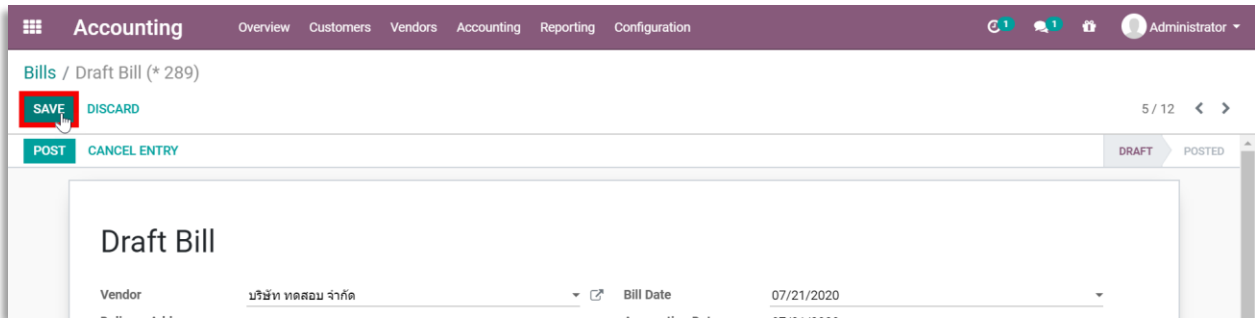 Accounting Overview Customers Vendors Accounting Reporting Configuration 1 1 Administrator
Bills / Draft Bill (* 289)
SAVE DISCARD 5 / 12
POST CANCEL ENTRY DRAFT POSTED
Draft Bill
Vendor บริษัท ทดสอบ จำกัด Bill Date 07/21/2020